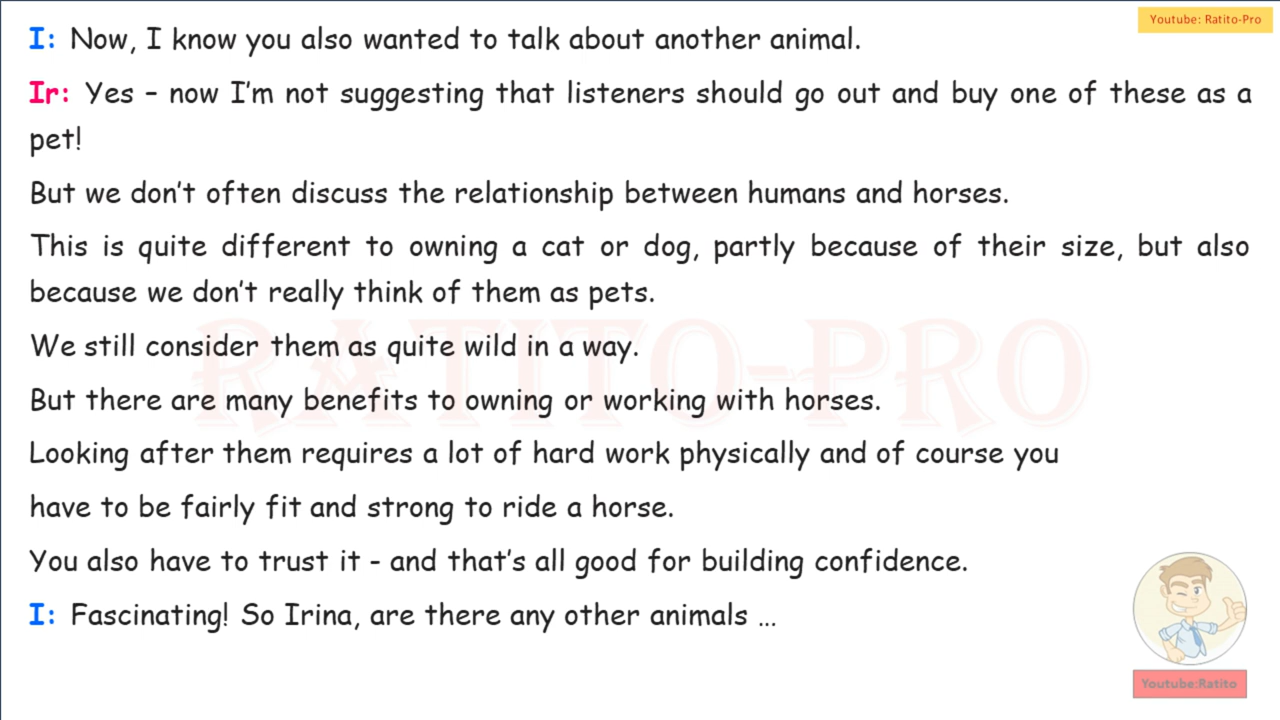 Youtube: Ratito-Pro
I: Now, I know you also wanted to talk about another animal.
Ir: Yes – now I’m not suggesting that listeners should go out and buy one of these as a
pet!
But we don’t often discuss the relationship between humans and horses.
This is quite different to owning a cat or dog, partly because of their size, but also
because we don’t really think of them as pets.
We still consider them as quite wild in a way.
RATITO-PRO
But there are many benefits to owning or working with horses.
Looking after them requires a lot of hard work physically and of course you
have to be fairly fit and strong to ride a horse.
You also have to trust it - and that’s all good for building confidence.
I: Fascinating! So Irina, are there any other animals …
Youtube:Ratito